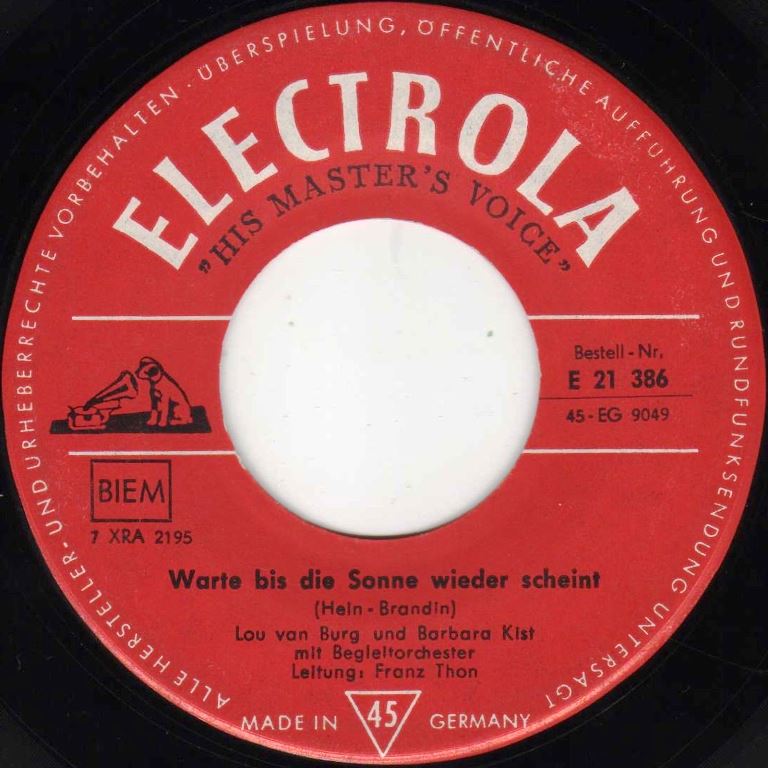 ALLE HERSTELLER- UND URHEBERRECHTE VORBEHALTEN · ÜBERSPIELUNG, ÖFFENTLICHE AUFFÜHRUNG UND RUNDFUNKSENDUNG UNTERSAGT
ELECTROLA
„HIS MASTER'S VOICE”
Bestell-Nr.
E 21 386
45-EG 9049
BIEM
7 XRA 2195
Warte bis die Sonne wieder scheint
(Hein-Brandin)
Lou van Burg und Barbara Kist
mit Begleitorchester
Leitung: Franz Thon
MADE IN 45 GERMANY